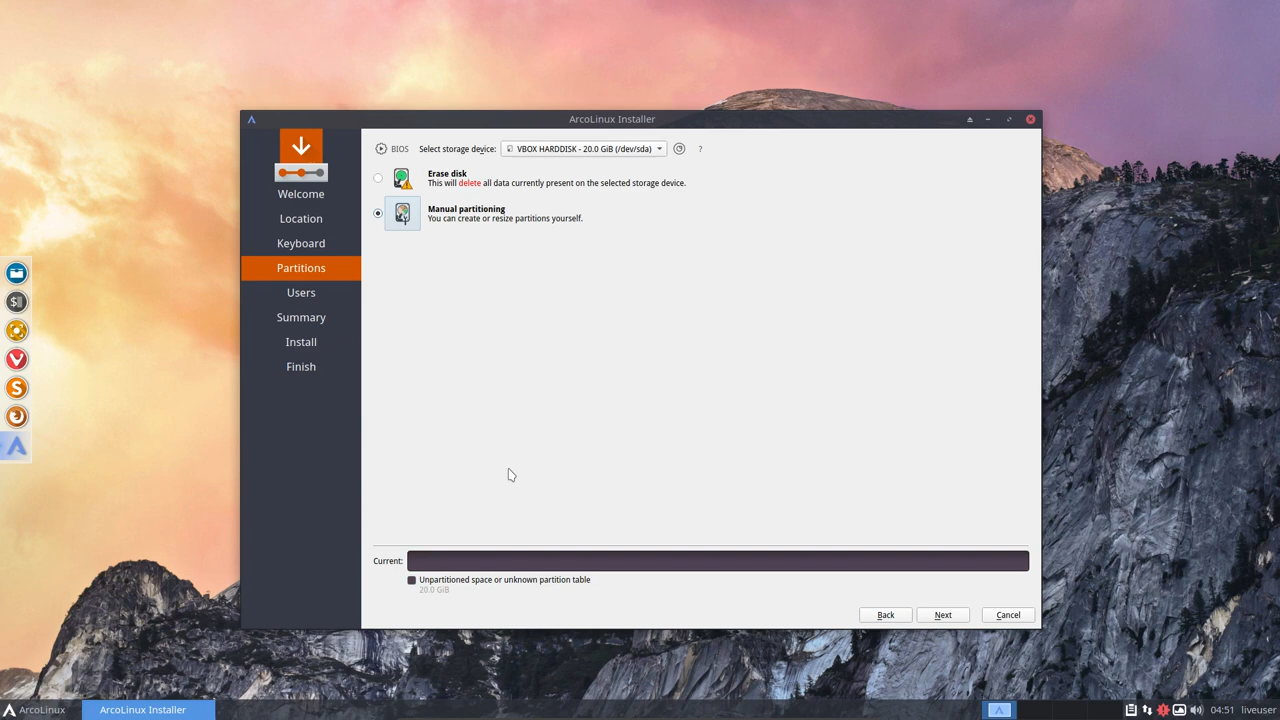 ArcoLinux Installer
BIOS Select storage device: VBOX HARDDISK - 20.0 GiB (/dev/sda) ?
Erase disk
This will delete all data currently present on the selected storage device.
Manual partitioning
You can create or resize partitions yourself.
Welcome
Location
Keyboard
Partitions
Users
Summary
Install
Finish
Current:
Unpartitioned space or unknown partition table
20.0 GiB
Back Next Cancel
ArcoLinux ArcoLinux Installer 04:51 liveuser